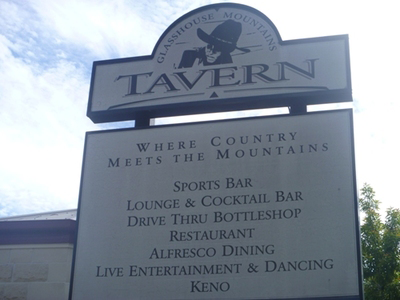 GLASSHOUSE MOUNTAINS
TAVERN
WHERE COUNTRY
MEETS THE MOUNTAINS
SPORTS BAR
LOUNGE & COCKTAIL BAR
DRIVE THRU BOTTLESHOP
RESTAURANT
ALFRESCO DINING
LIVE ENTERTAINMENT & DANCING
KENO